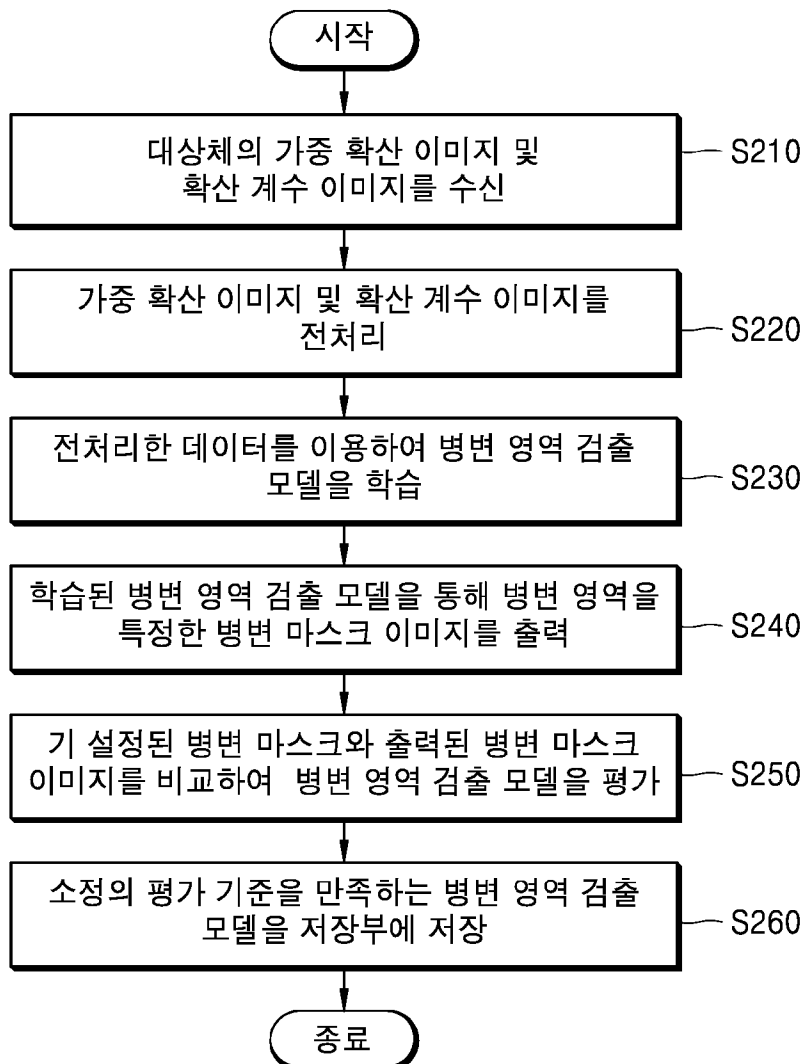 시작
대상체의 가중 확산 이미지 및
확산 계수 이미지를 수신
S210
가중 확산 이미지 및 확산 계수 이미지를
전처리
S220
전처리한 데이터를 이용하여 병변 영역 검출
모델을 학습
S230
학습된 병변 영역 검출 모델을 통해 병변 영역을
특정한 병변 마스크 이미지를 출력
S240
기 설정된 병변 마스크와 출력된 병변 마스크
이미지를 비교하여 병변 영역 검출 모델을 평가
S250
소정의 평가 기준을 만족하는 병변 영역 검출
모델을 저장부에 저장
S260
종료